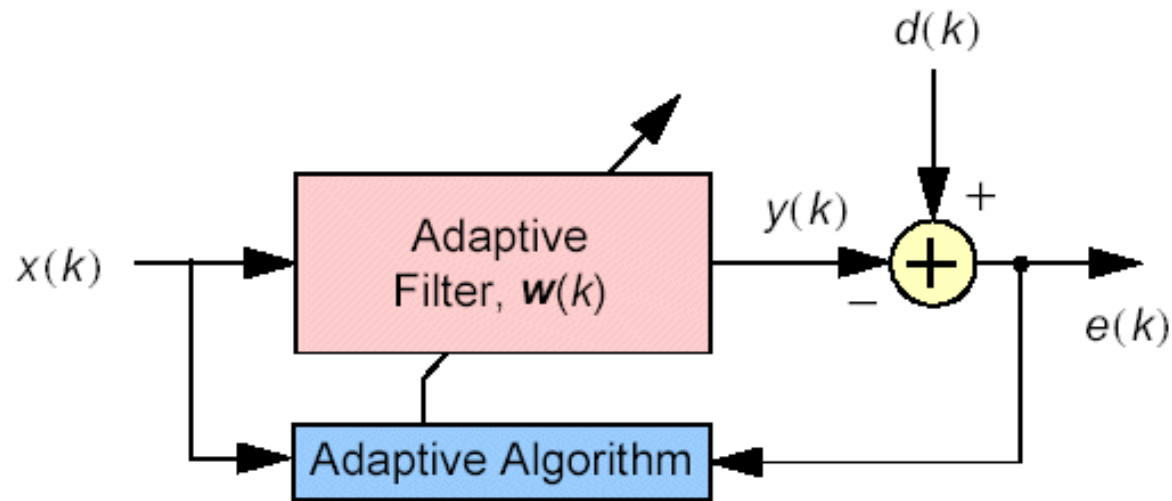 d(k)
+
Adaptive
Filter, w(k)
x(k)
y(k)
+
−
e(k)
Adaptive Algorithm